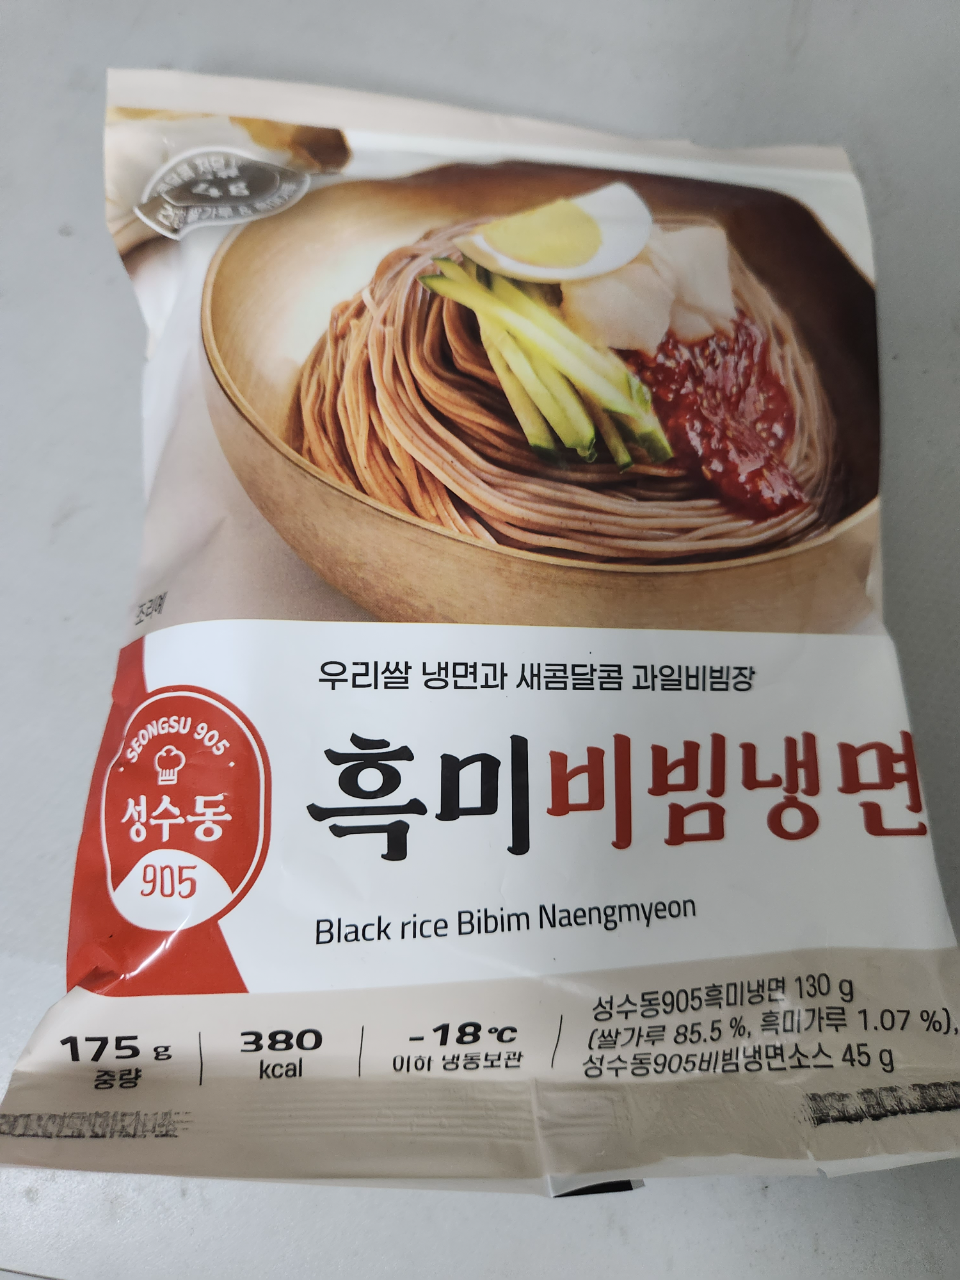 조리예
우리쌀 냉면과 새콤달콤 과일비빔장
· SEONGSU 905 ·
성수동
905
흑미비빔냉면
Black rice Bibim Naengmyeon
175 g
중량
380
kcal
-18℃
이하 냉동보관
성수동905흑미냉면 130 g
(쌀가루 85.5 %, 흑미가루 1.07 %),
성수동905비빔냉면소스 45 g